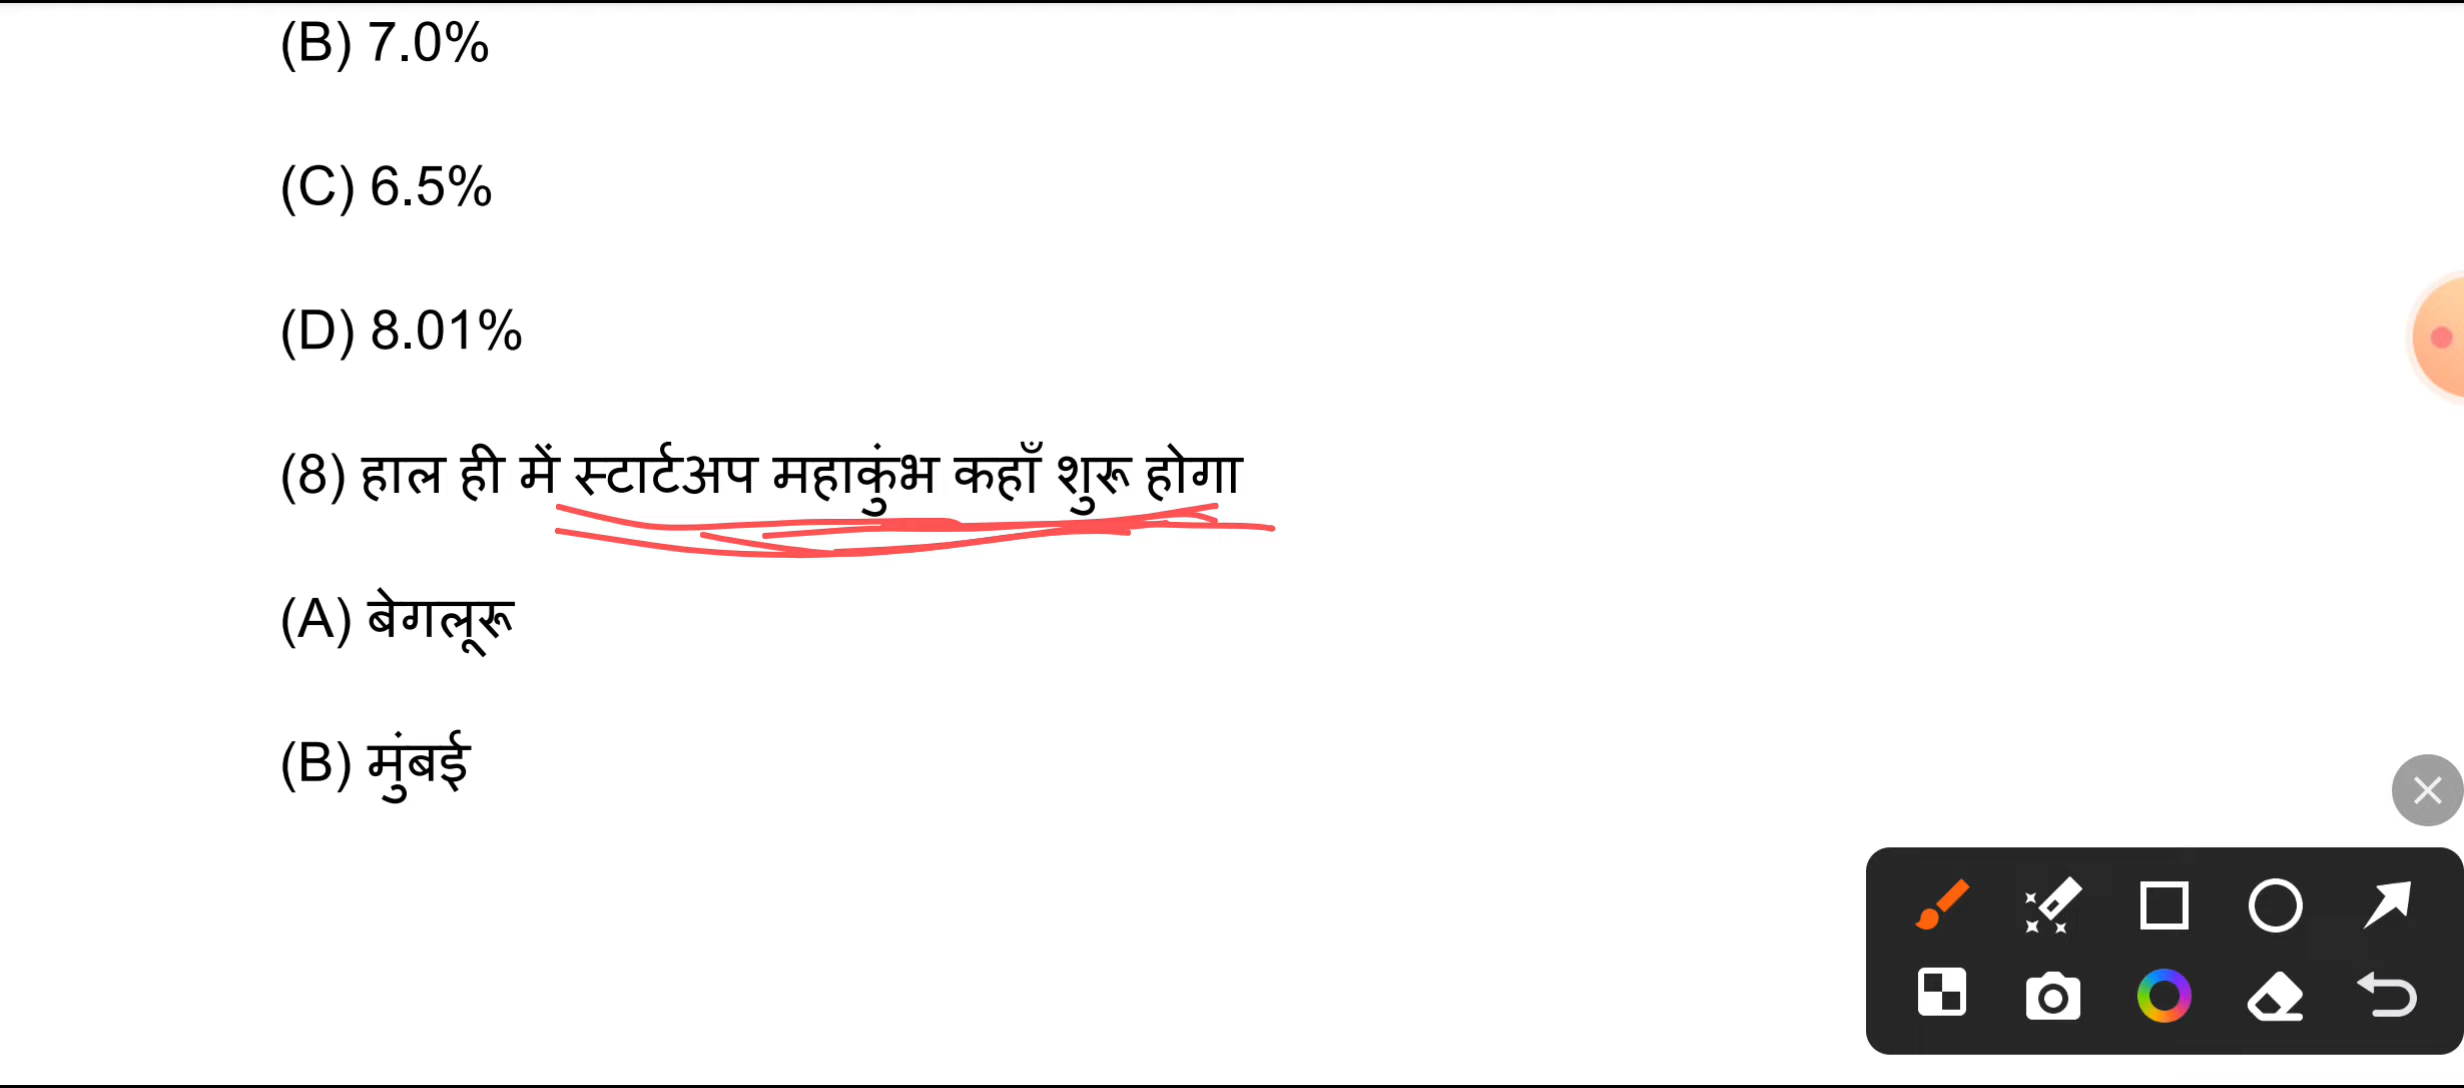 (B) 7.0%
(C) 6.5%
(D) 8.01%
(8) हाल ही में स्टार्टअप महाकुंभ कहाँ शुरू होगा
(A) बेगलूरू
(B) मुंबई